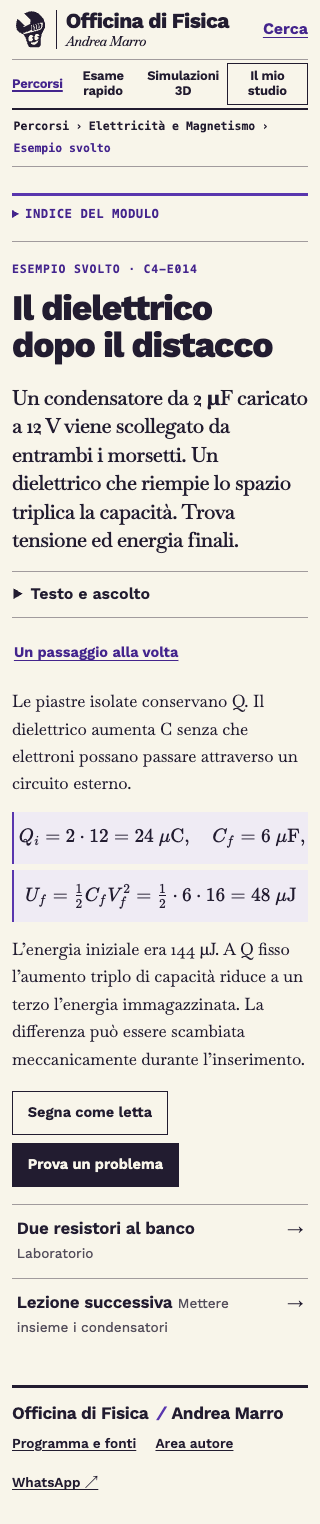 Officina di Fisica
Andrea Marro
Cerca
Percorsi
Esame rapido
Simulazioni 3D
Il mio studio
Percorsi › Elettricità e Magnetismo ›
Esempio svolto
▶ INDICE DEL MODULO
ESEMPIO SVOLTO · C4–E014
Il dielettrico
dopo il distacco
Un condensatore da 2 μF caricato
a 12 V viene scollegato da
entrambi i morsetti. Un
dielettrico che riempie lo spazio
triplica la capacità. Trova
tensione ed energia finali.
▶ Testo e ascolto
Un passaggio alla volta
Le piastre isolate conservano Q. Il
dielettrico aumenta C senza che
elettroni possano passare attraverso un
circuito esterno.
Q_i = 2 · 12 = 24 μC, C_f = 6 μF,
U_f = ½ C_f V_f² = ½ · 6 · 16 = 48 μJ
L’energia iniziale era 144 μJ. A Q fisso
l’aumento triplo di capacità riduce a un
terzo l’energia immagazzinata. La
differenza può essere scambiata
meccanicamente durante l’inserimento.
Segna come letta
Prova un problema
Due resistori al banco →
Laboratorio
Lezione successiva Mettere →
insieme i condensatori
Officina di Fisica / Andrea Marro
Programma e fonti Area autore
WhatsApp ↗